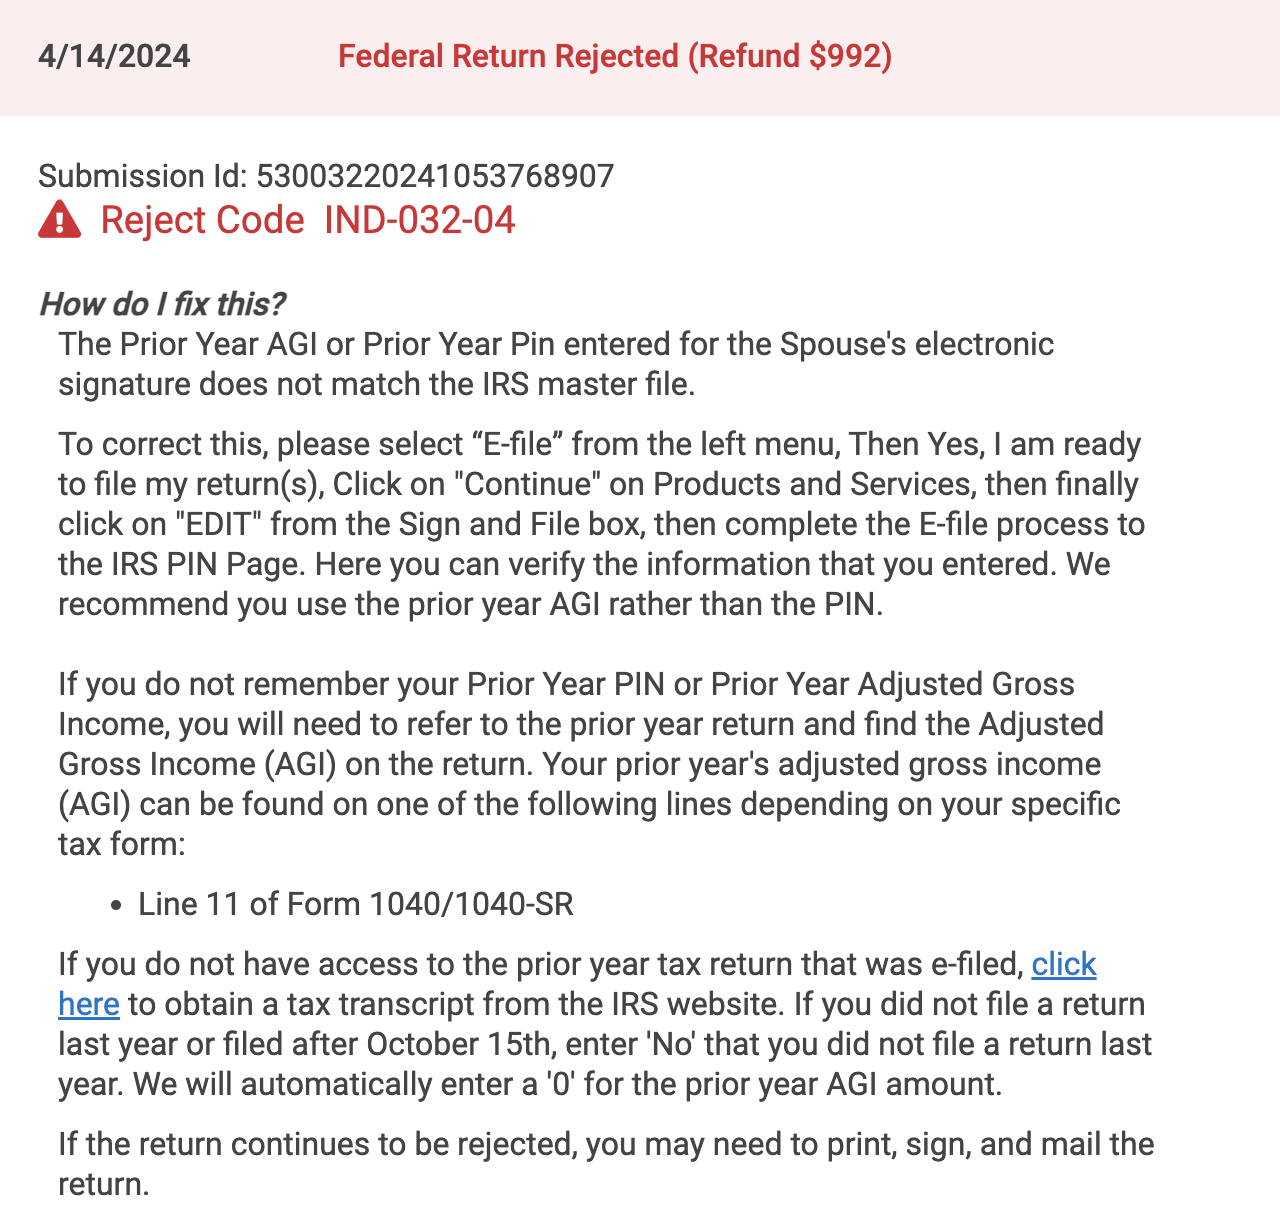 4/14/2024 Federal Return Rejected (Refund $992)
Submission Id: 53003220241053768907
Reject Code IND-032-04
How do I fix this?
The Prior Year AGI or Prior Year Pin entered for the Spouse's electronic
signature does not match the IRS master file.
To correct this, please select “E-file” from the left menu, Then Yes, I am ready
to file my return(s), Click on "Continue" on Products and Services, then finally
click on "EDIT" from the Sign and File box, then complete the E-file process to
the IRS PIN Page. Here you can verify the information that you entered. We
recommend you use the prior year AGI rather than the PIN.
If you do not remember your Prior Year PIN or Prior Year Adjusted Gross
Income, you will need to refer to the prior year return and find the Adjusted
Gross Income (AGI) on the return. Your prior year's adjusted gross income
(AGI) can be found on one of the following lines depending on your specific
tax form:
• Line 11 of Form 1040/1040-SR
If you do not have access to the prior year tax return that was e-filed, click
here to obtain a tax transcript from the IRS website. If you did not file a return
last year or filed after October 15th, enter 'No' that you did not file a return last
year. We will automatically enter a '0' for the prior year AGI amount.
If the return continues to be rejected, you may need to print, sign, and mail the
return.